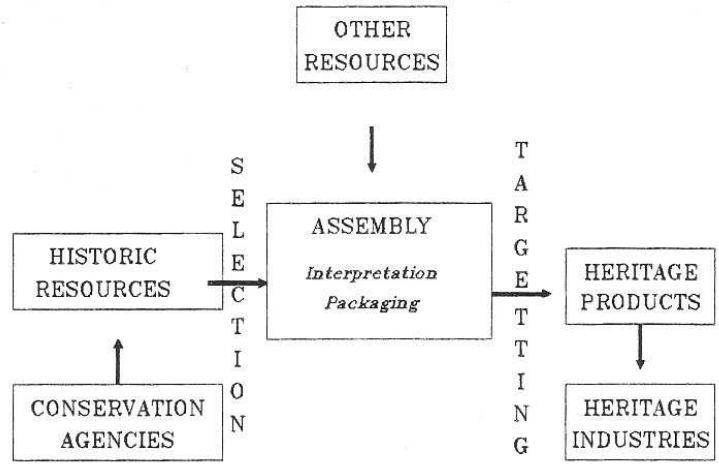 OTHER
RESOURCES
SELECTION
TARGETTING
ASSEMBLY
Interpretation
Packaging
HISTORIC
RESOURCES
HERITAGE
PRODUCTS
CONSERVATION
AGENCIES
HERITAGE
INDUSTRIES